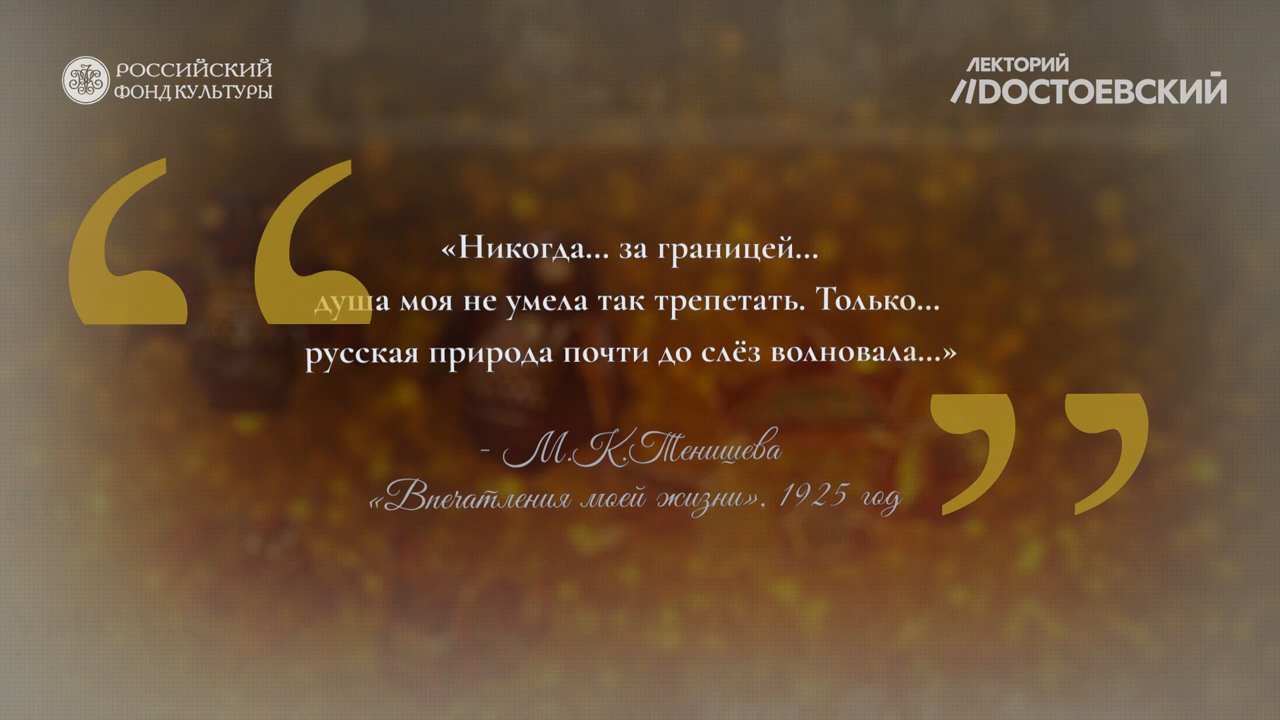 РОССИЙСКИЙ
ФОНД КУЛЬТУРЫ
ЛЕКТОРИЙ
//DОСТОЕВСКИЙ
«Никогда... за границей...
душа моя не умела так трепетать. Только...
русская природа почти до слёз волновала...»
- М.К.Тенишева
«Впечатления моей жизни», 1925 год